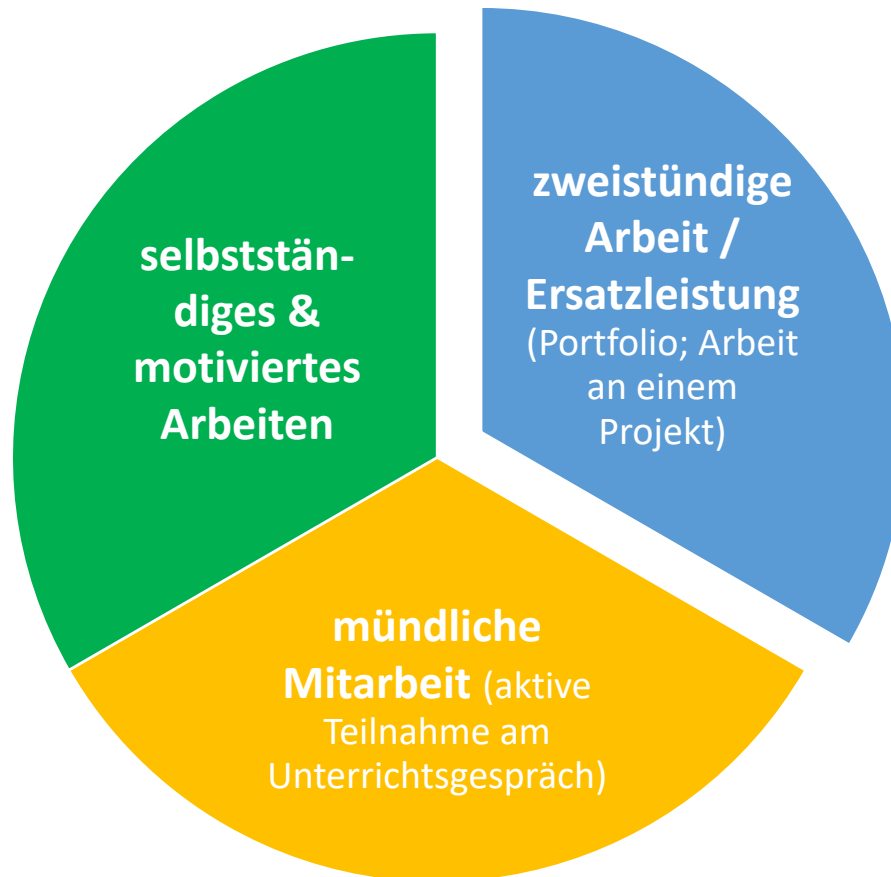 zweistündige
Arbeit /
Ersatzleistung
(Portfolio; Arbeit
an einem
Projekt)
mündliche
Mitarbeit (aktive
Teilnahme am
Unterrichtsgespräch)
selbststän-
diges &
motiviertes
Arbeiten